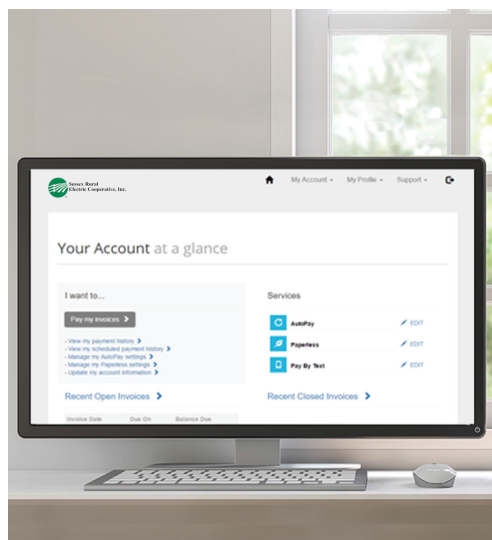 Sussex Rural
Electric Cooperative, Inc.
My Account
My Profile
Support
Your Account at a glance
I want to...
Pay my invoices
- View my payment history
- View my scheduled payment history
- Manage my AutoPay settings
- Manage my Paperless settings
- Update my account information
Recent Open Invoices
Invoice Date Due On Balance Due
Services
AutoPay EDIT
Paperless EDIT
Pay By Text EDIT
Recent Closed Invoices